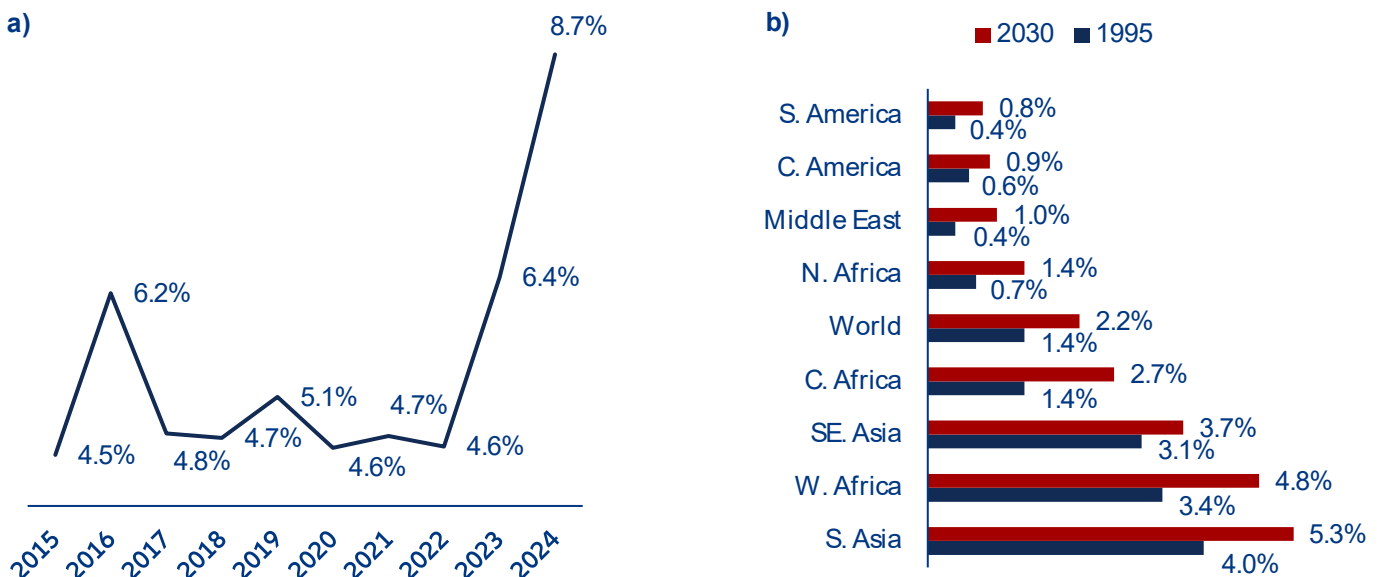 a)
8.7%
6.4%
6.2%
5.1%
4.7%
4.7%
4.6%
4.5%
4.8%
4.6%
2015
2016
2017
2018
2019
2020
2021
2022
2023
2024
b)
2030 1995
S. America 0.8%
0.4%
C. America 0.9%
0.6%
Middle East 1.0%
0.4%
N. Africa 1.4%
0.7%
World 2.2%
1.4%
C. Africa 2.7%
1.4%
SE. Asia 3.7%
3.1%
W. Africa 4.8%
3.4%
S. Asia 5.3%
4.0%